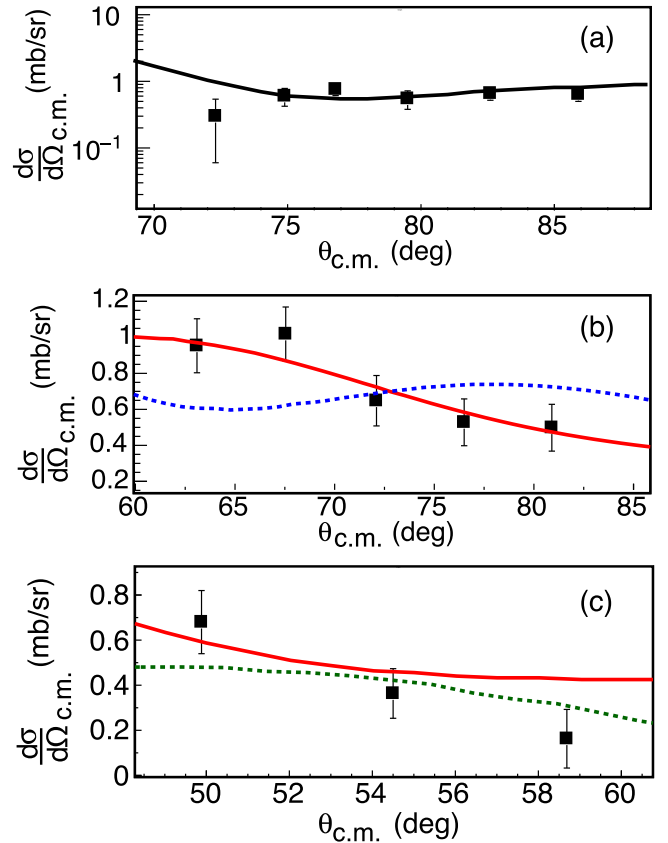 10
1
10⁻¹
dσ/dΩ c.m. (mb/sr)
(a)
70 75 80 85
θc.m. (deg)
1.2
1
0.8
0.6
0.4
0.2
dσ/dΩ c.m. (mb/sr)
(b)
60 65 70 75 80 85
θc.m. (deg)
0.8
0.6
0.4
0.2
0
dσ/dΩ c.m. (mb/sr)
(c)
50 52 54 56 58 60
θc.m. (deg)